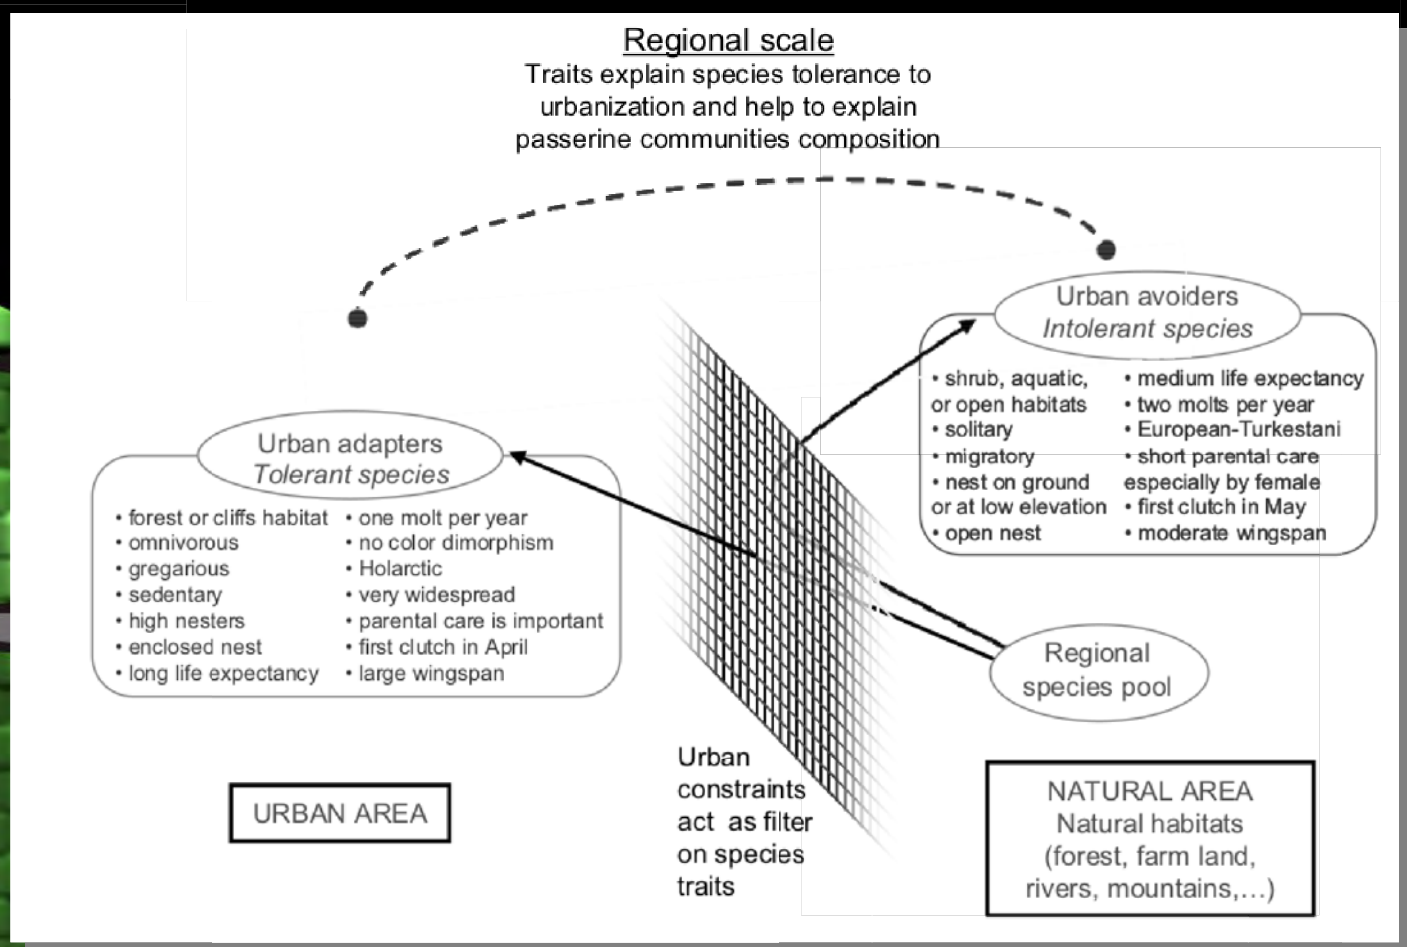 Regional scale
Traits explain species tolerance to
urbanization and help to explain
passerine communities composition
Urban avoiders
Intolerant species
• shrub, aquatic,
or open habitats
• solitary
• migratory
• nest on ground
or at low elevation
• open nest
• medium life expectancy
• two molts per year
• European-Turkestani
• short parental care
especially by female
• first clutch in May
• moderate wingspan
Urban adapters
Tolerant species
• forest or cliffs habitat
• omnivorous
• gregarious
• sedentary
• high nesters
• enclosed nest
• long life expectancy
• one molt per year
• no color dimorphism
• Holarctic
• very widespread
• parental care is important
• first clutch in April
• large wingspan
Regional
species pool
Urban
constraints
act as filter
on species
traits
URBAN AREA
NATURAL AREA
Natural habitats
(forest, farm land,
rivers, mountains,...)